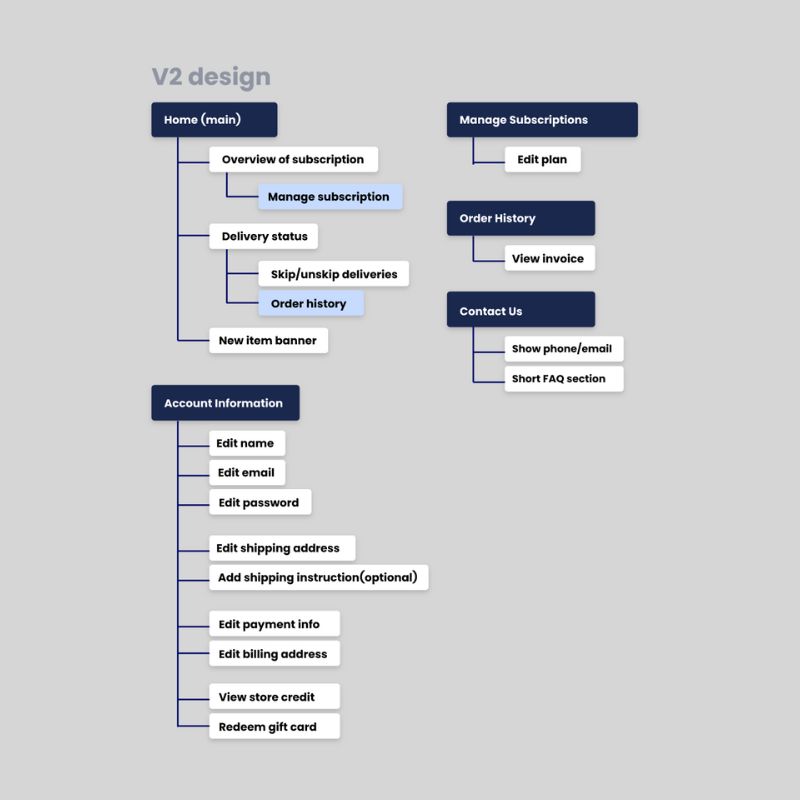 V2 design
Home (main)
Overview of subscription
Manage subscription
Delivery status
Skip/unskip deliveries
Order history
New item banner
Account Information
Edit name
Edit email
Edit password
Edit shipping address
Add shipping instruction(optional)
Edit payment info
Edit billing address
View store credit
Redeem gift card
Manage Subscriptions
Edit plan
Order History
View invoice
Contact Us
Show phone/email
Short FAQ section